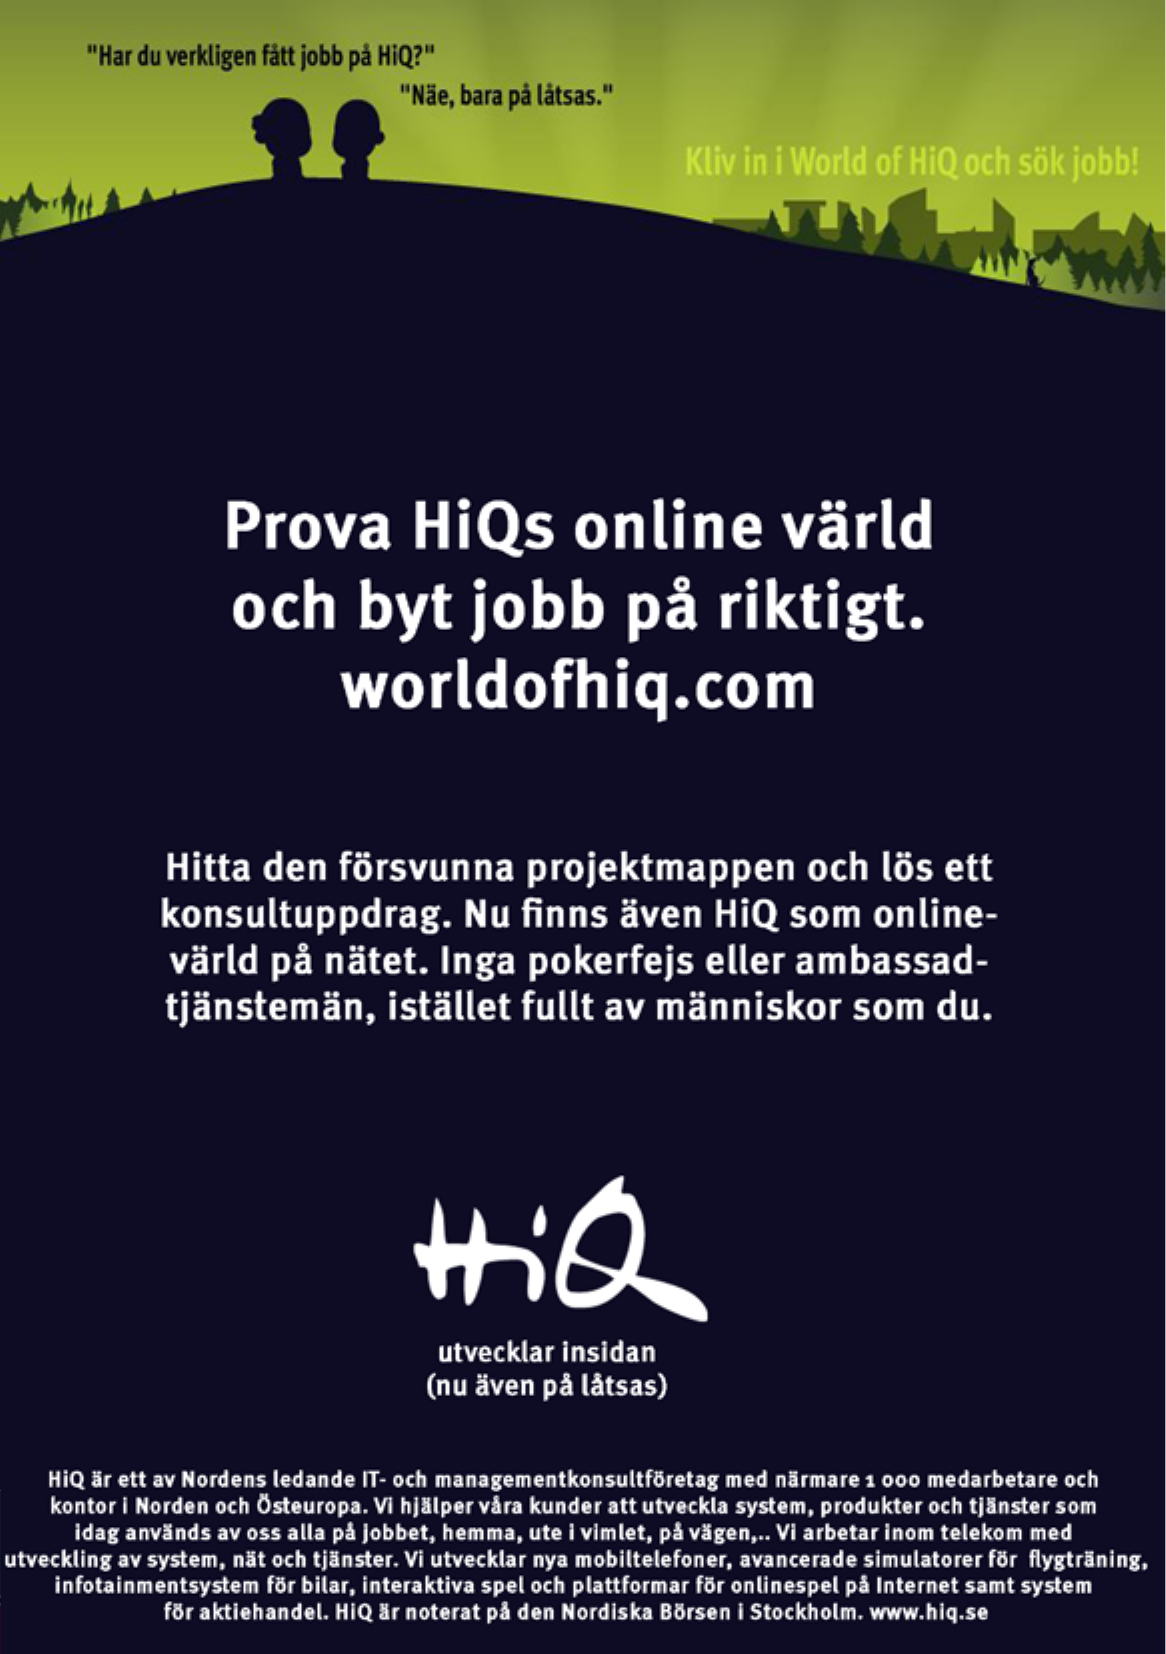 "Har du verkligen fått jobb på HiQ?"
"Näe, bara på låtsas."
Kliv in i World of HiQ och sök jobb!
Prova HiQs online värld
och byt jobb på riktigt.
worldofhiq.com
Hitta den försvunna projektmappen och lös ett
konsultuppdrag. Nu finns även HiQ som online-
värld på nätet. Inga pokerfejs eller ambassad-
tjänstemän, istället fullt av människor som du.
HiQ
utvecklar insidan
(nu även på låtsas)
HiQ är ett av Nordens ledande IT- och managementkonsultföretag med närmare 1 000 medarbetare och
kontor i Norden och Östeuropa. Vi hjälper våra kunder att utveckla system, produkter och tjänster som
idag används av oss alla på jobbet, hemma, ute i vimlet, på vägen,.. Vi arbetar inom telekom med
utveckling av system, nät och tjänster. Vi utvecklar nya mobiltelefoner, avancerade simulatorer för flygträning,
infotainmentsystem för bilar, interaktiva spel och plattformar för onlinespel på Internet samt system
för aktiehandel. HiQ är noterat på den Nordiska Börsen i Stockholm. www.hiq.se